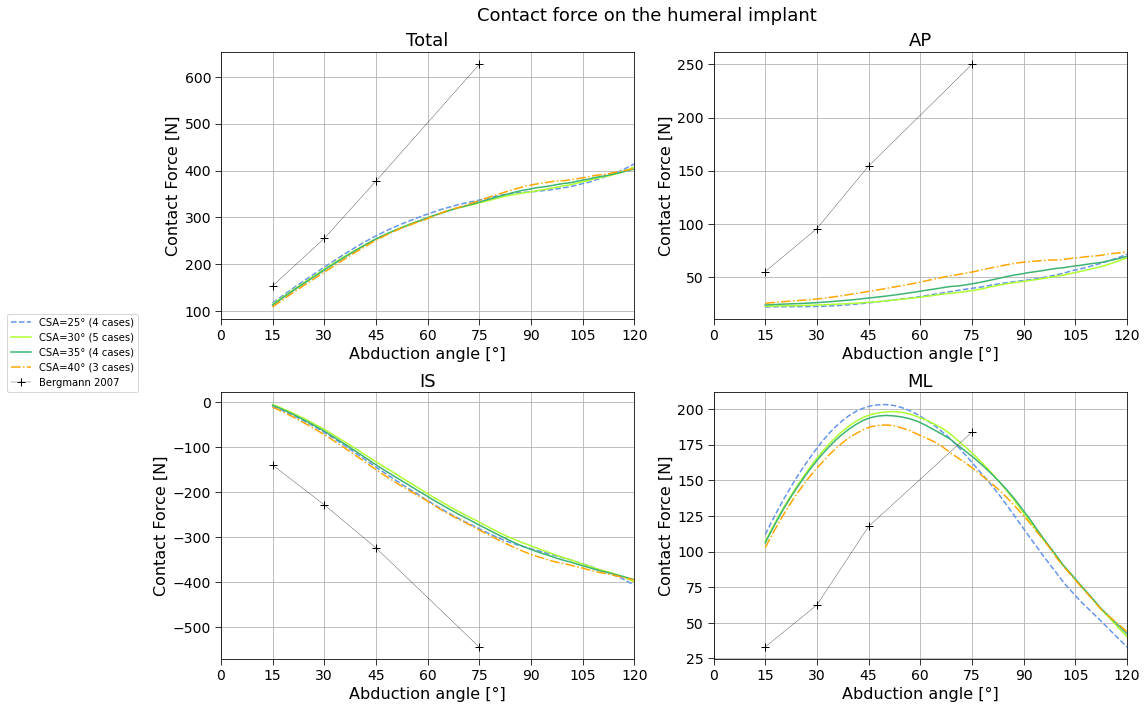 Contact force on the humeral implant
Total
Contact Force [N]
600
500
400
300
200
100
0 15 30 45 60 75 90 105 120
Abduction angle [°]
AP
Contact Force [N]
250
200
150
100
50
0 15 30 45 60 75 90 105 120
Abduction angle [°]
CSA=25° (4 cases)
CSA=30° (5 cases)
CSA=35° (4 cases)
CSA=40° (3 cases)
Bergmann 2007
IS
Contact Force [N]
0
−100
−200
−300
−400
−500
0 15 30 45 60 75 90 105 120
Abduction angle [°]
ML
Contact Force [N]
200
175
150
125
100
75
50
25
0 15 30 45 60 75 90 105 120
Abduction angle [°]